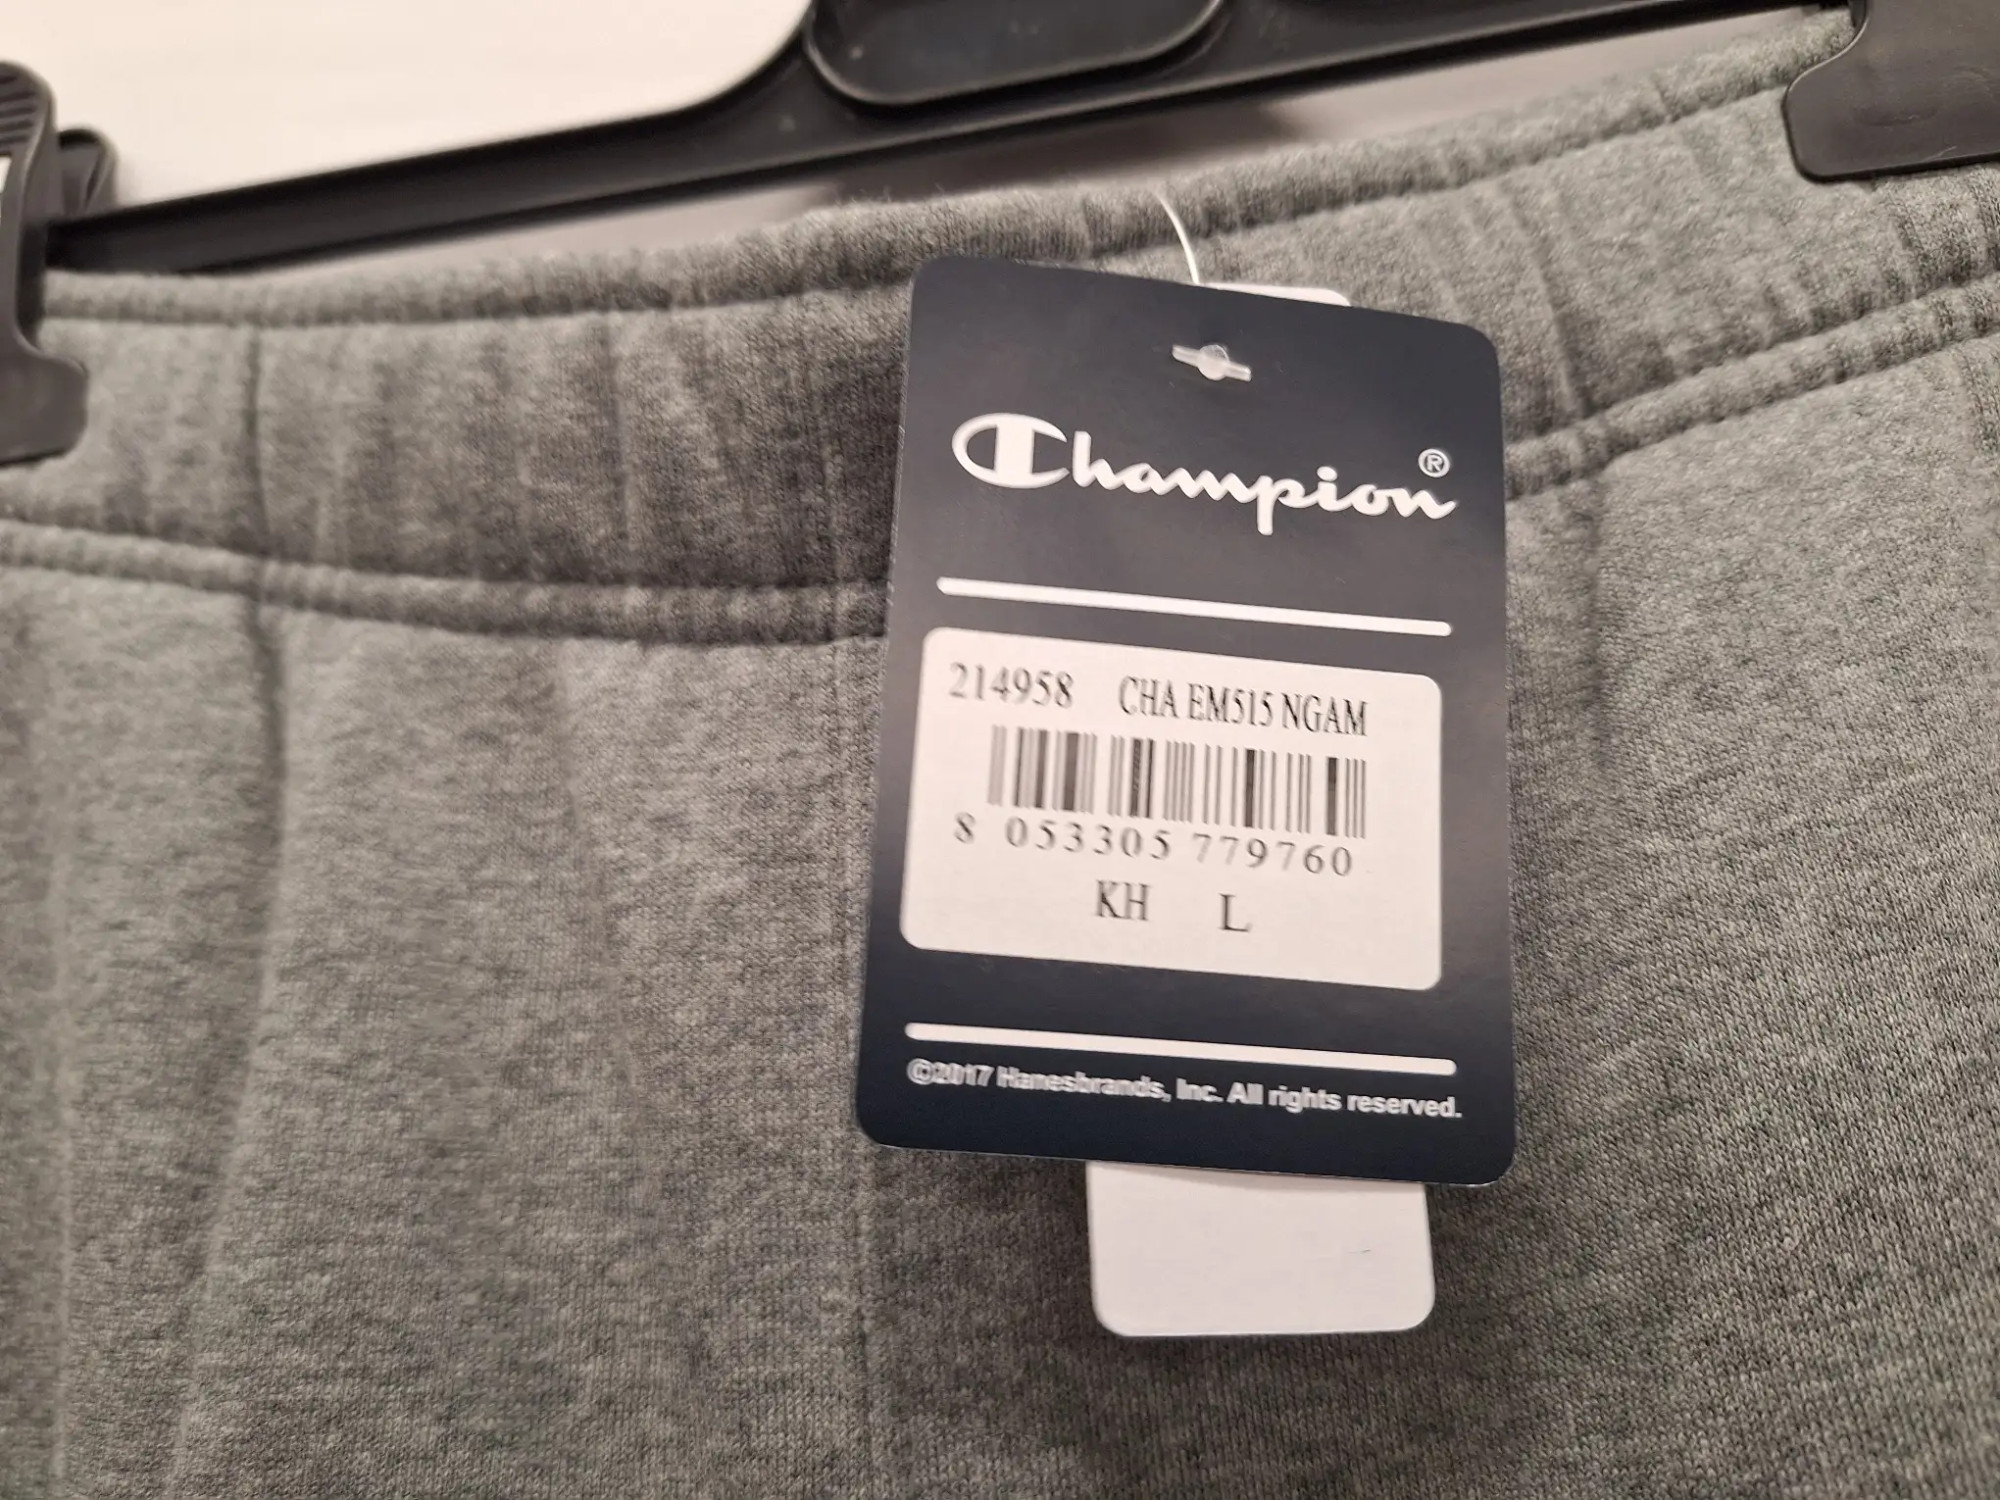 Champion®
214958 CHA EM515 NGAM
8 053305 779760
KH L
©2017 Hanesbrands, Inc. All rights reserved.